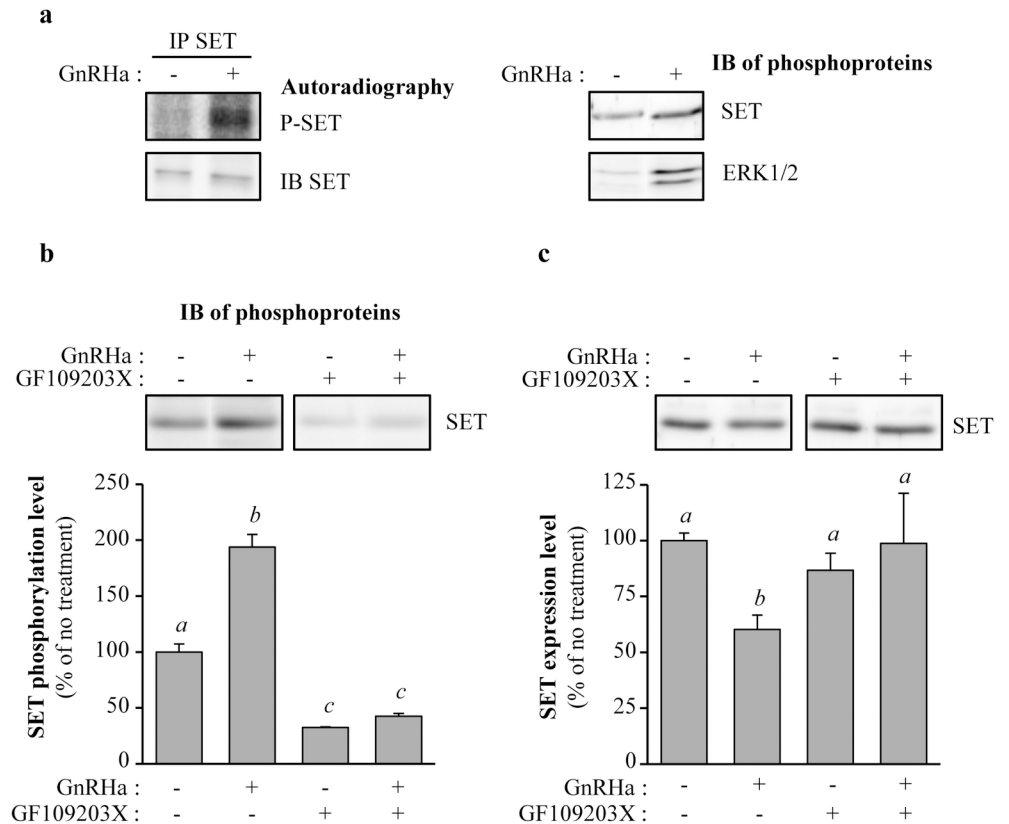 a
IP SET
GnRHa : - +
Autoradiography
P-SET
IB SET
GnRHa : - +
IB of phosphoproteins
SET
ERK1/2
b
IB of phosphoproteins
GnRHa : - + - +
GF109203X : - - + +
SET
SET phosphorylation level
(% of no treatment)
250
200
150
100
50
0
a
b
c
c
GnRHa : - + - +
GF109203X : - - + +
c
GnRHa : - + - +
GF109203X : - - + +
SET
SET expression level
(% of no treatment)
125
100
75
50
25
0
a
b
a
a
GnRHa : - + - +
GF109203X : - - + +